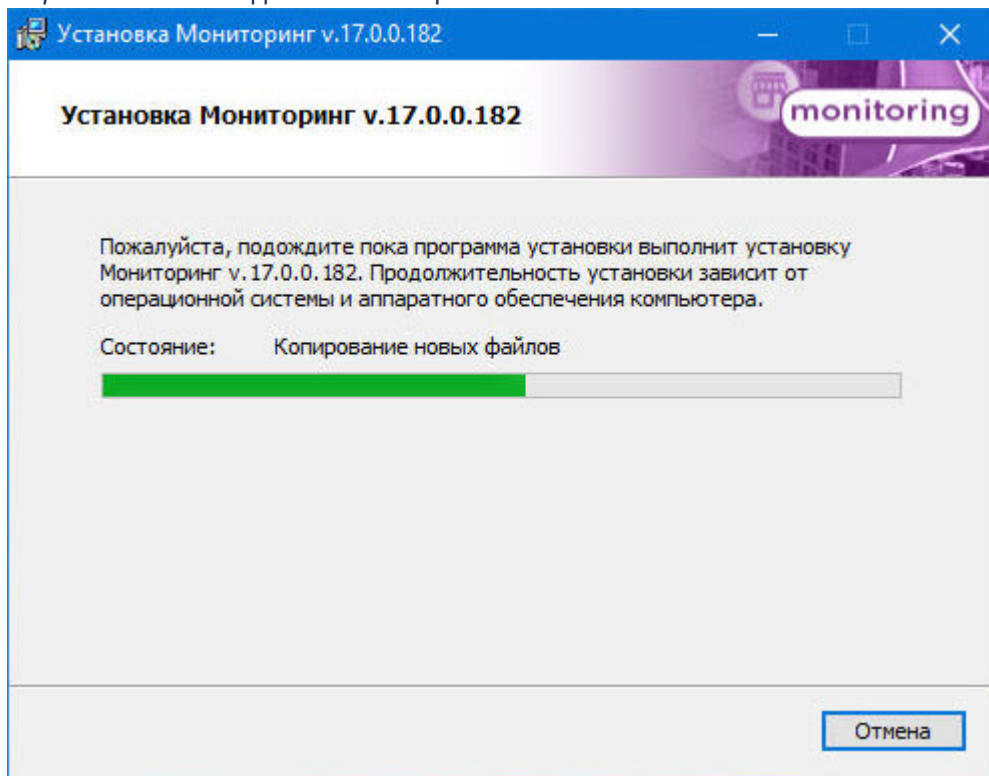 Установка Мониторинг v.17.0.0.182
Установка Мониторинг v.17.0.0.182
monitoring
Пожалуйста, подождите пока программа установки выполнит установку
Мониторинг v.17.0.0.182. Продолжительность установки зависит от
операционной системы и аппаратного обеспечения компьютера.
Состояние: Копирование новых файлов
Отмена